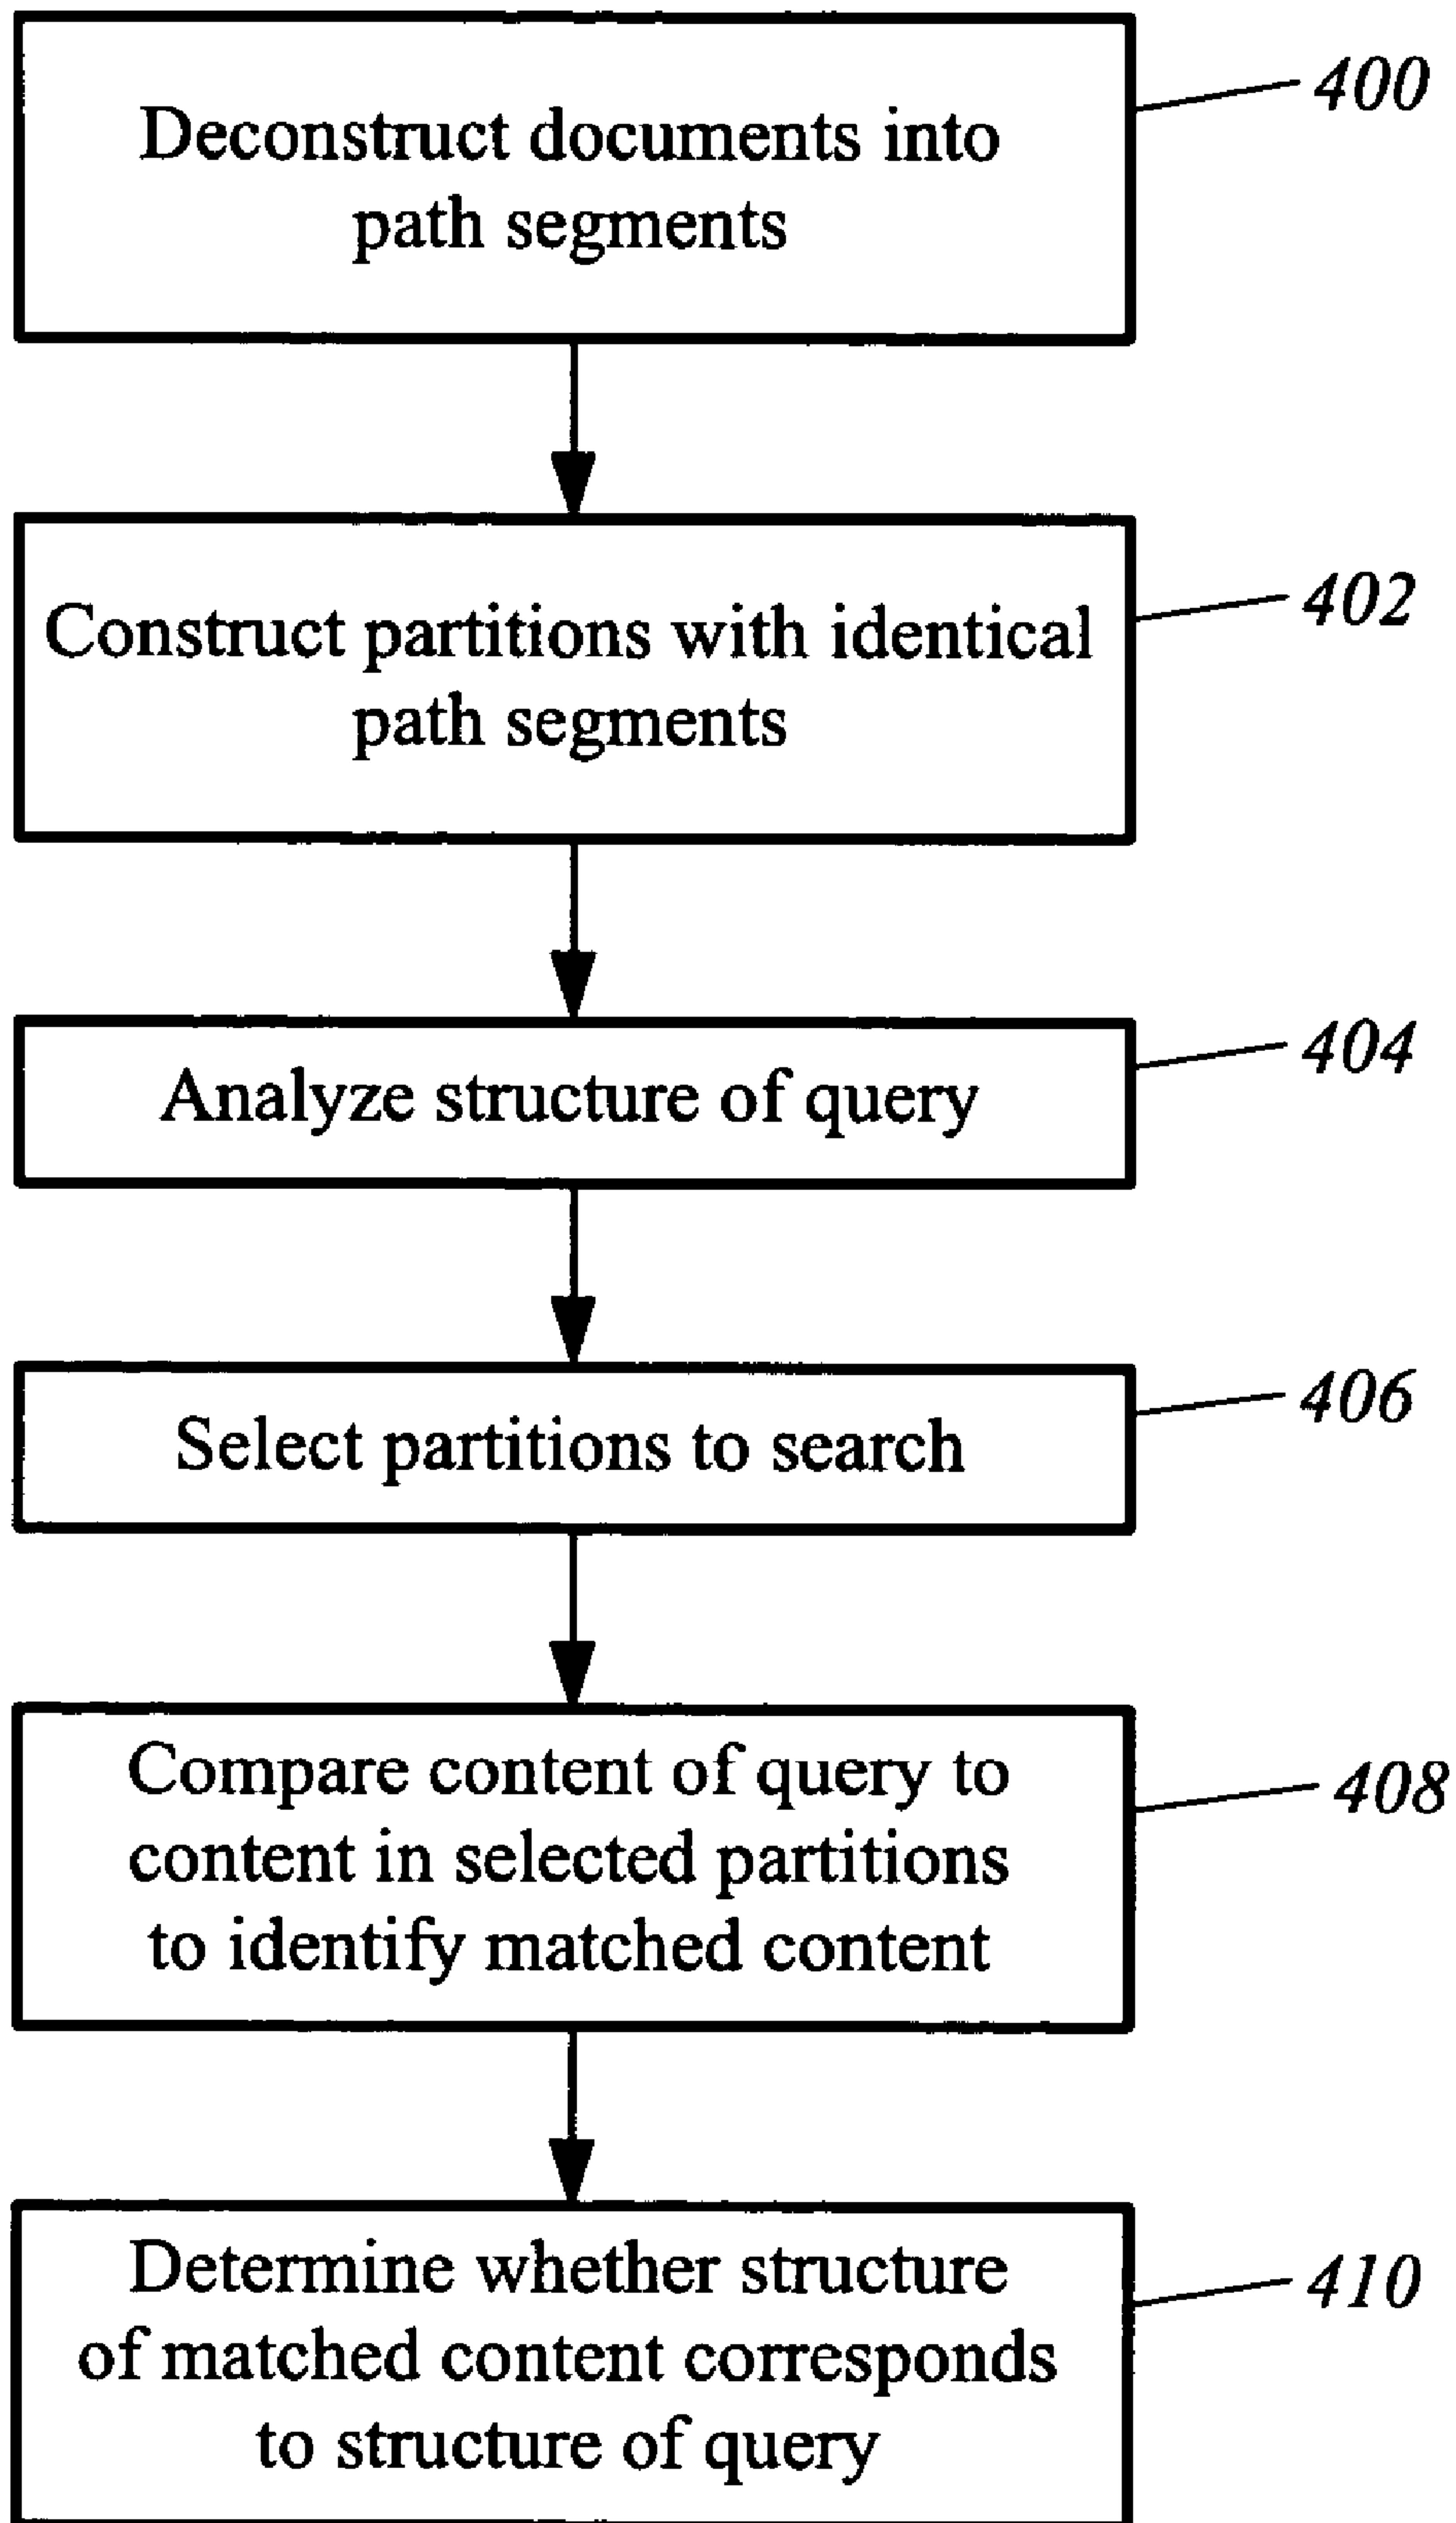 Deconstruct documents into
path segments
400
Construct partitions with identical
path segments
402
Analyze structure of query
404
Select partitions to search
406
Compare content of query to
content in selected partitions
to identify matched content
408
Determine whether structure
of matched content corresponds
to structure of query
410